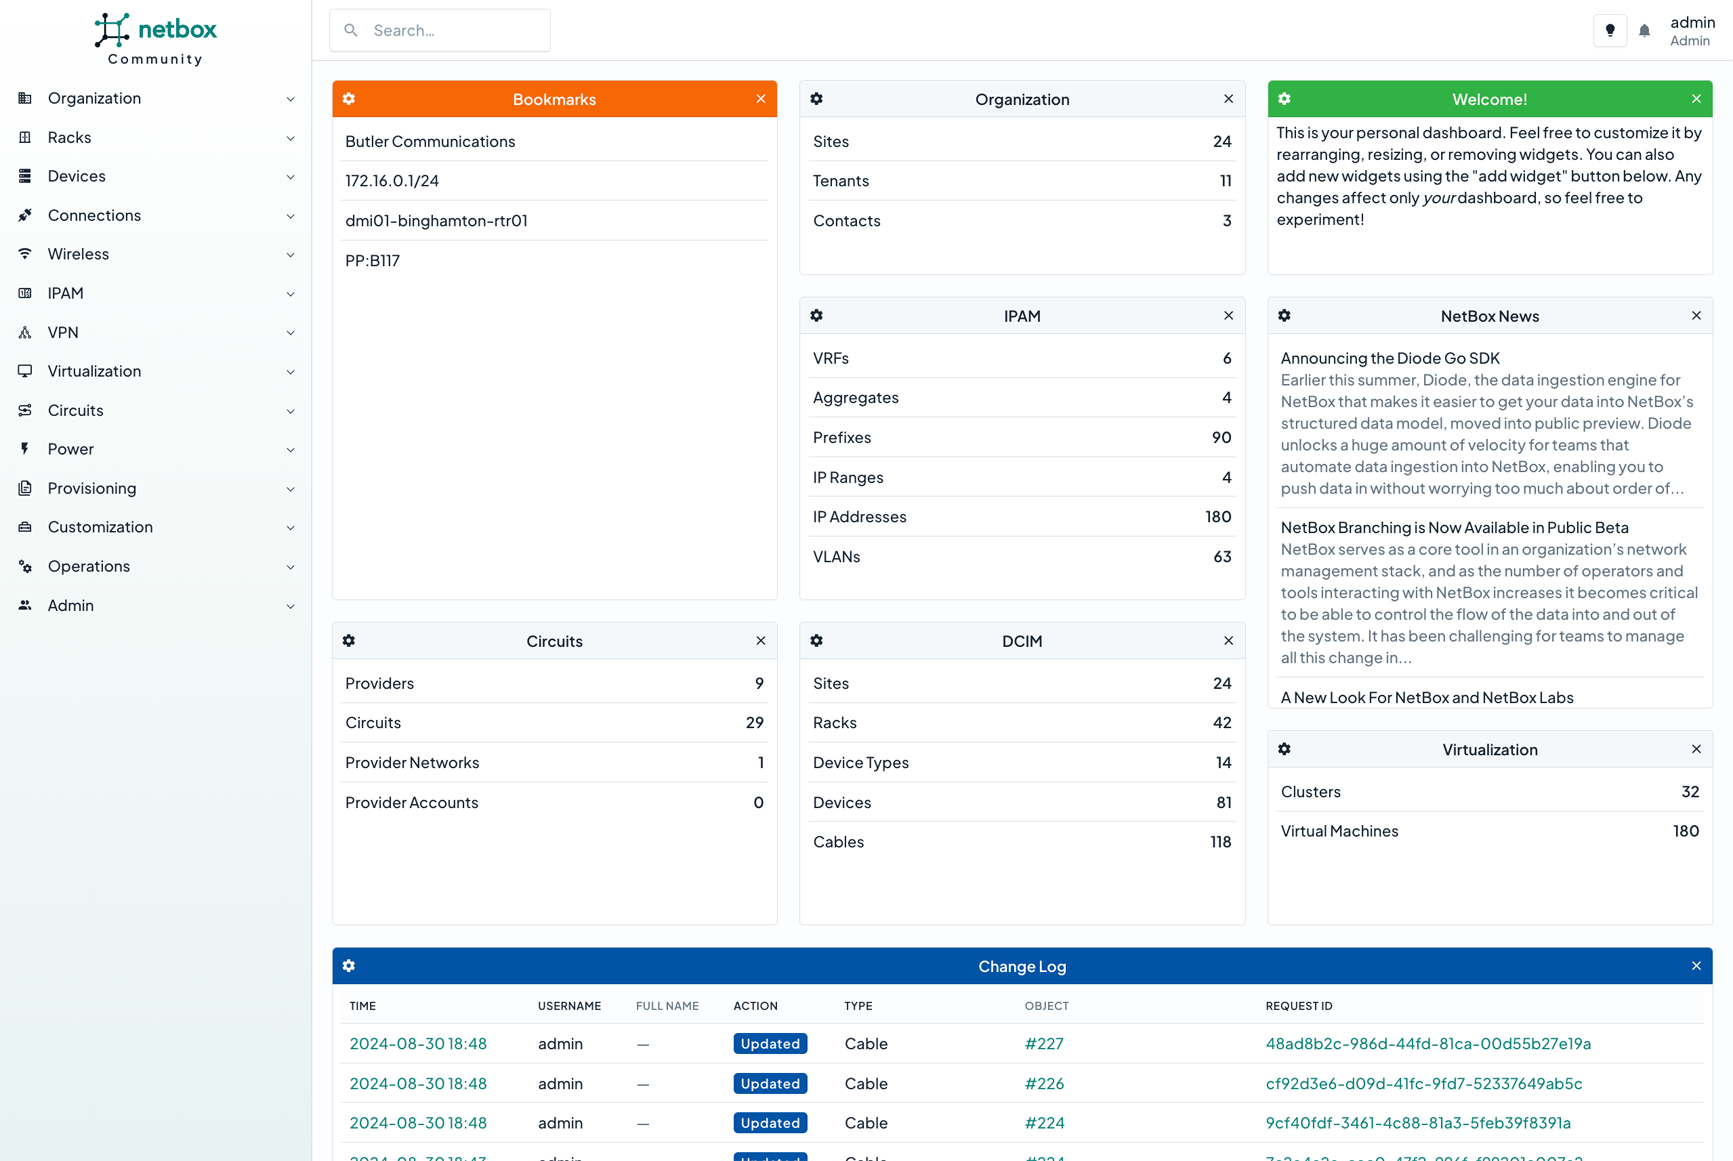 netbox
Community
Search...
admin
Admin
Organization
Racks
Devices
Connections
Wireless
IPAM
VPN
Virtualization
Circuits
Power
Provisioning
Customization
Operations
Admin
Bookmarks
Butler Communications
172.16.0.1/24
dmi01-binghamton-rtr01
PP:B117
Organization
Sites 24
Tenants 11
Contacts 3
Welcome!
This is your personal dashboard. Feel free to customize it by
rearranging, resizing, or removing widgets. You can also
add new widgets using the "add widget" button below. Any
changes affect only your dashboard, so feel free to
experiment!
IPAM
VRFs 6
Aggregates 4
Prefixes 90
IP Ranges 4
IP Addresses 180
VLANs 63
NetBox News
Announcing the Diode Go SDK
Earlier this summer, Diode, the data ingestion engine for
NetBox that makes it easier to get your data into NetBox's
structured data model, moved into public preview. Diode
unlocks a huge amount of velocity for teams that
automate data ingestion into NetBox, enabling you to
push data in without worrying too much about order of...
NetBox Branching is Now Available in Public Beta
NetBox serves as a core tool in an organization's network
management stack, and as the number of operators and
tools interacting with NetBox increases it becomes critical
to be able to control the flow of the data into and out of
the system. It has been challenging for teams to manage
all this change in...
A New Look For NetBox and NetBox Labs
Circuits
Providers 9
Circuits 29
Provider Networks 1
Provider Accounts 0
DCIM
Sites 24
Racks 42
Device Types 14
Devices 81
Cables 118
Virtualization
Clusters 32
Virtual Machines 180
Change Log
TIME USERNAME FULL NAME ACTION TYPE OBJECT REQUEST ID
2024-08-30 18:48 admin — Updated Cable #227 48ad8b2c-986d-44fd-81ca-00d55b27e19a
2024-08-30 18:48 admin — Updated Cable #226 cf92d3e6-d09d-41fc-9fd7-52337649ab5c
2024-08-30 18:48 admin — Updated Cable #224 9cf40fdf-3461-4c88-81a3-5feb39f8391a